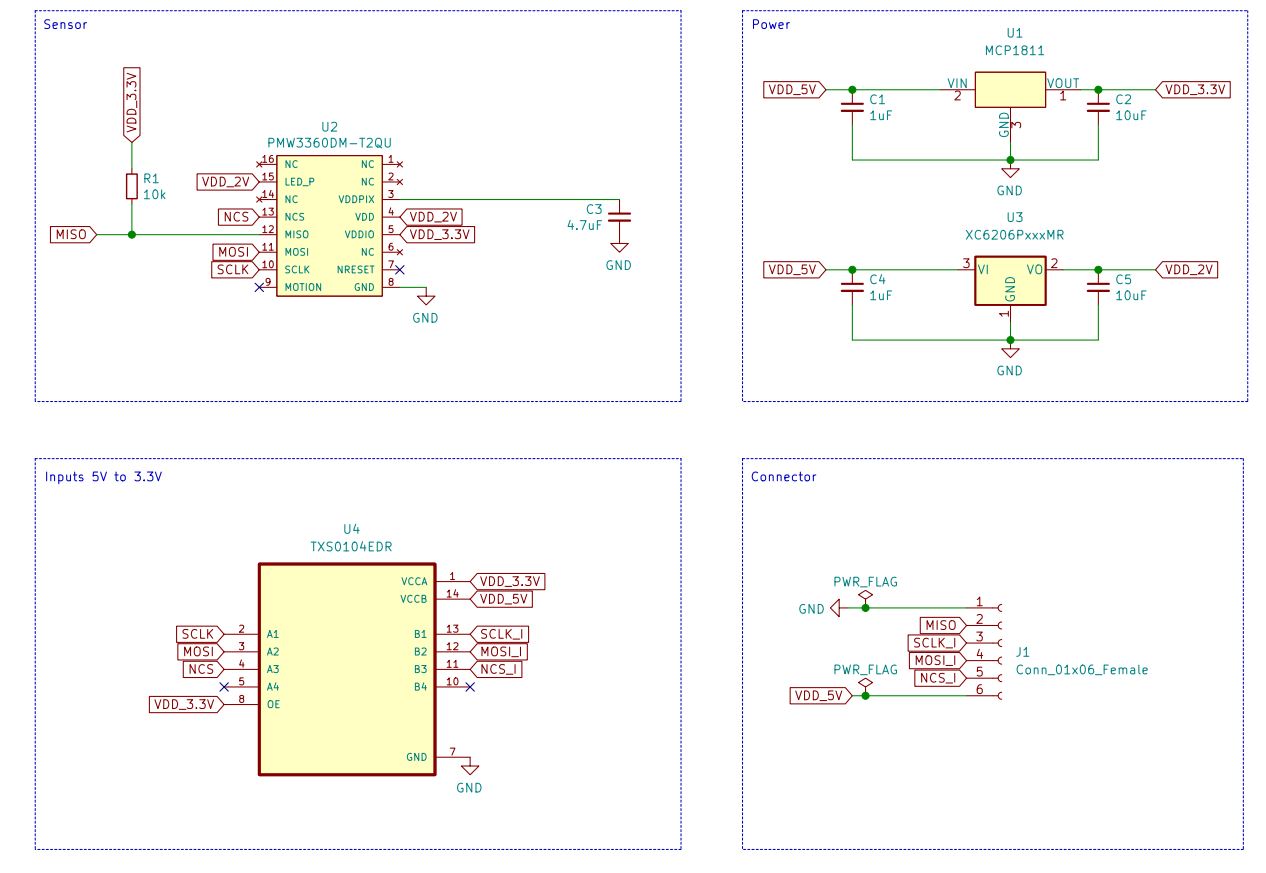 Sensor
VDD_3.3V
R1
10k
MISO
U2
PMW3360DM-T2QU
16 NC NC 1
VDD_2V 15 LED_P NC 2
14 NC VDDPIX 3
NCS 13 NCS VDD 4 VDD_2V
12 MISO VDDIO 5 VDD_3.3V
MOSI 11 MOSI NC 6
SCLK 10 SCLK NRESET 7
9 MOTION GND 8
GND
C3
4.7uF
GND
Power
U1
MCP1811
VDD_5V VIN 2 VOUT 1 VDD_3.3V
C1
1uF
GND 3
C2
10uF
GND
U3
XC6206PxxxMR
VDD_5V 3 VI VO 2 VDD_2V
C4
1uF
GND 1
C5
10uF
GND
Inputs 5V to 3.3V
U4
TXS0104EDR
VCCA 1 VDD_3.3V
VCCB 14 VDD_5V
SCLK 2 A1 B1 13 SCLK_I
MOSI 3 A2 B2 12 MOSI_I
NCS 4 A3 B3 11 NCS_I
5 A4 B4 10
VDD_3.3V 8 OE
GND 7
GND
Connector
PWR_FLAG
GND 1
MISO 2
SCLK_I 3
MOSI_I 4
NCS_I 5
PWR_FLAG
VDD_5V 6
J1
Conn_01x06_Female